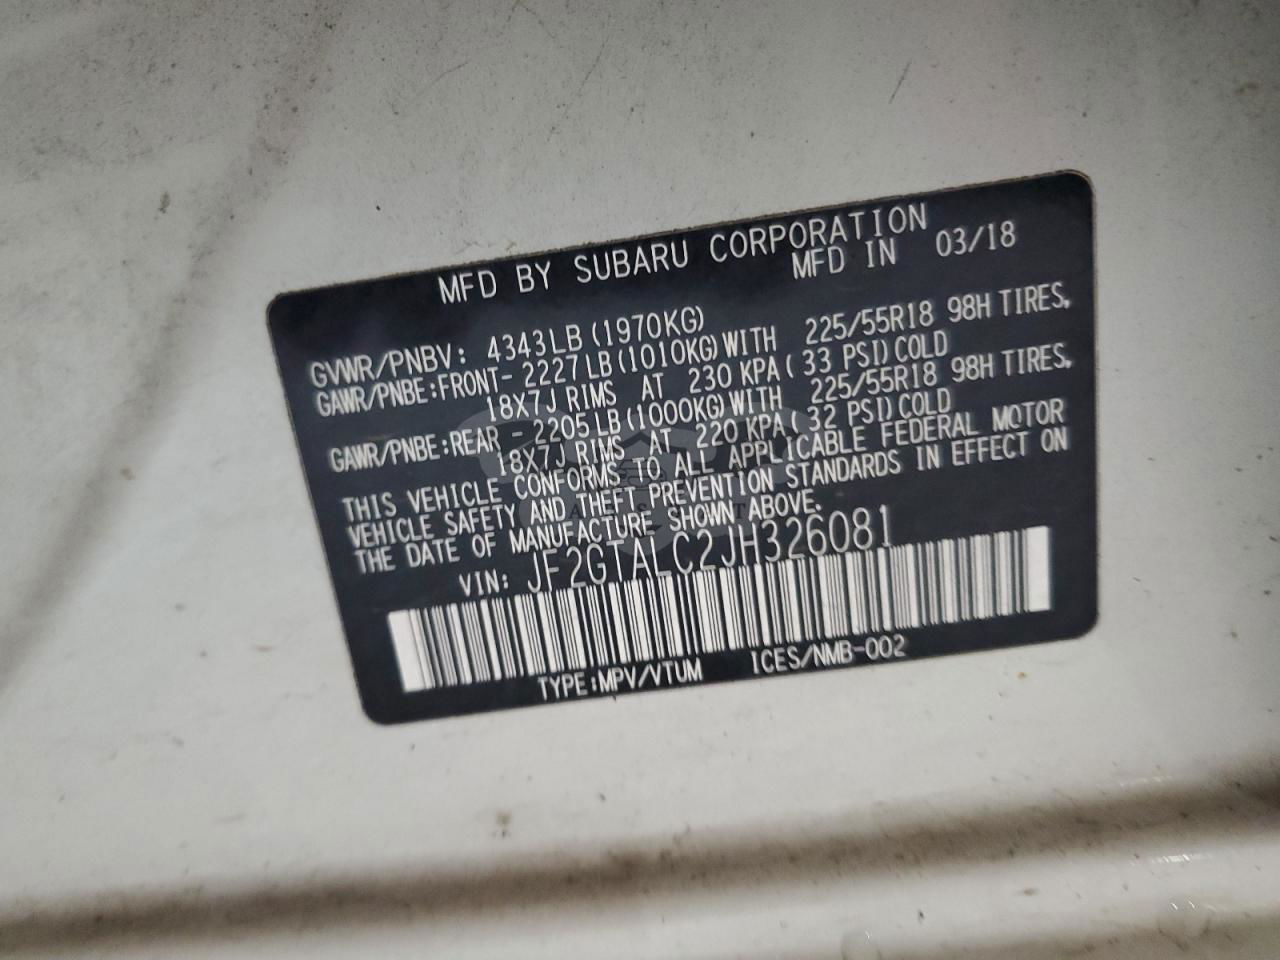 MFD BY SUBARU CORPORATION
MFD IN 03/18
GVWR/PNBV: 4343LB (1970KG)
GAWR/PNBE:FRONT- 2227LB(1010KG)WITH 225/55R18 98H TIRES,
18X7J RIMS AT 230 KPA( 33 PSI)COLD
GAWR/PNBE:REAR - 2205LB(1000KG)WITH 225/55R18 98H TIRES,
18X7J RIMS AT 220 KPA( 32 PSI)COLD
THIS VEHICLE CONFORMS TO ALL APPLICABLE FEDERAL MOTOR
VEHICLE SAFETY AND THEFT PREVENTION STANDARDS IN EFFECT ON
THE DATE OF MANUFACTURE SHOWN ABOVE.
VIN: JF2GTALC2JH326081
TYPE:MPV/VTUM ICES/NMB-002